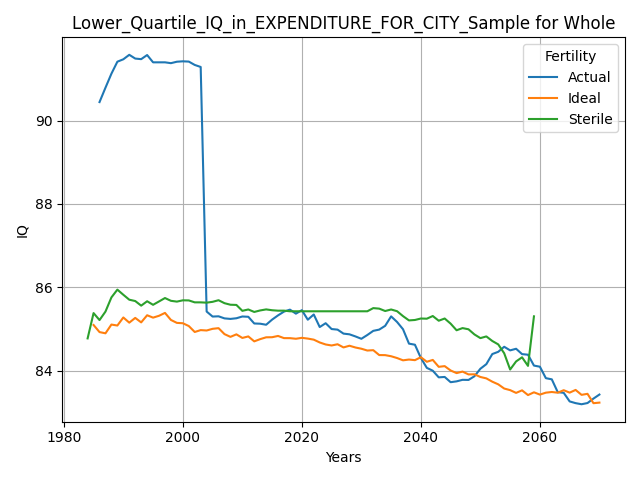 Lower_Quartile_IQ_in_EXPENDITURE_FOR_CITY_Sample for Whole
Fertility
Actual
Ideal
Sterile
IQ
90
88
86
84
1980
2000
2020
2040
2060
Years